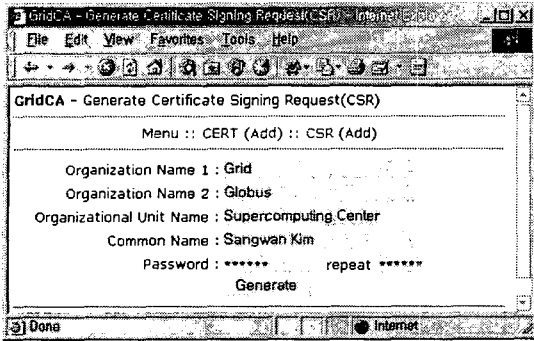 GridCA - Generate Certificate Signing Request(CSR) - Internet Explorer
File Edit View Favorites Tools Help
GridCA - Generate Certificate Signing Request(CSR)
Menu :: CERT (Add) :: CSR (Add)
Organization Name 1 : Grid
Organization Name 2 : Globus
Organizational Unit Name : Supercomputing Center
Common Name : Sangwan Kim
Password : ****** repeat ******
Generate
Done Internet